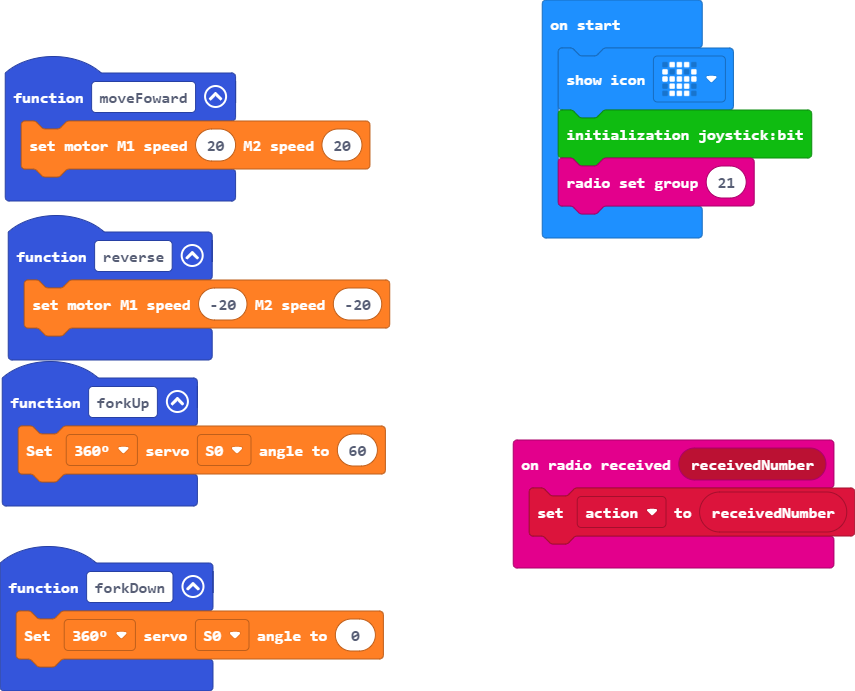 function moveFoward
set motor M1 speed 20 M2 speed 20
function reverse
set motor M1 speed -20 M2 speed -20
function forkUp
Set 360º servo S0 angle to 60
function forkDown
Set 360º servo S0 angle to 0
on start
show icon
initialization joystick:bit
radio set group 21
on radio received receivedNumber
set action to receivedNumber